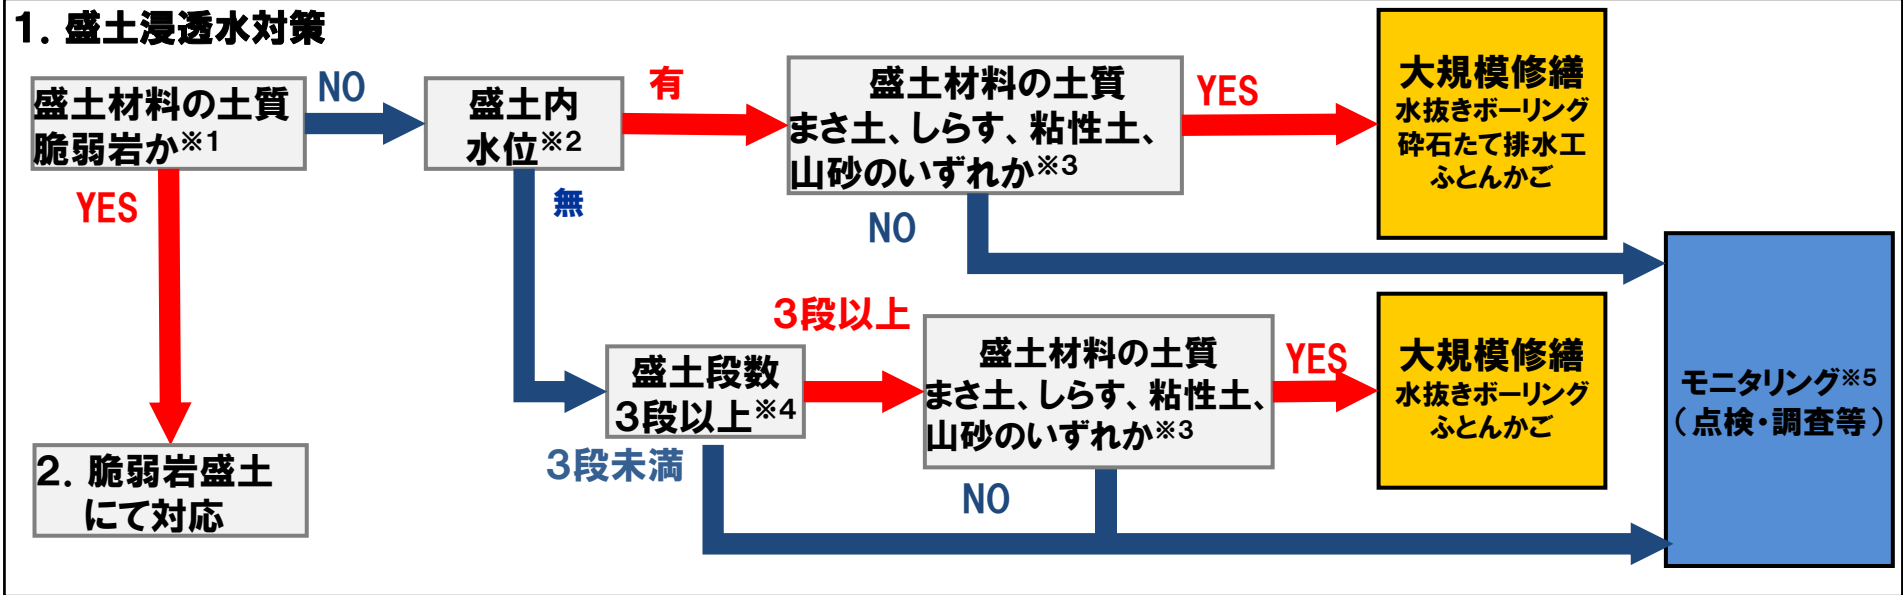 1．盛土浸透水対策
盛土材料の土質
脆弱岩か※1
NO
YES
盛土内
水位※2
有
無
盛土材料の土質
まさ土、しらす、粘性土、
山砂のいずれか※3
YES
NO
大規模修繕
水抜きボーリング
砕石たて排水工
ふとんかご
2．脆弱岩盛土
にて対応
盛土段数
3段以上※4
3段以上
3段未満
盛土材料の土質
まさ土、しらす、粘性土、
山砂のいずれか※3
YES
NO
大規模修繕
水抜きボーリング
ふとんかご
モニタリング※5
（点検・調査等）